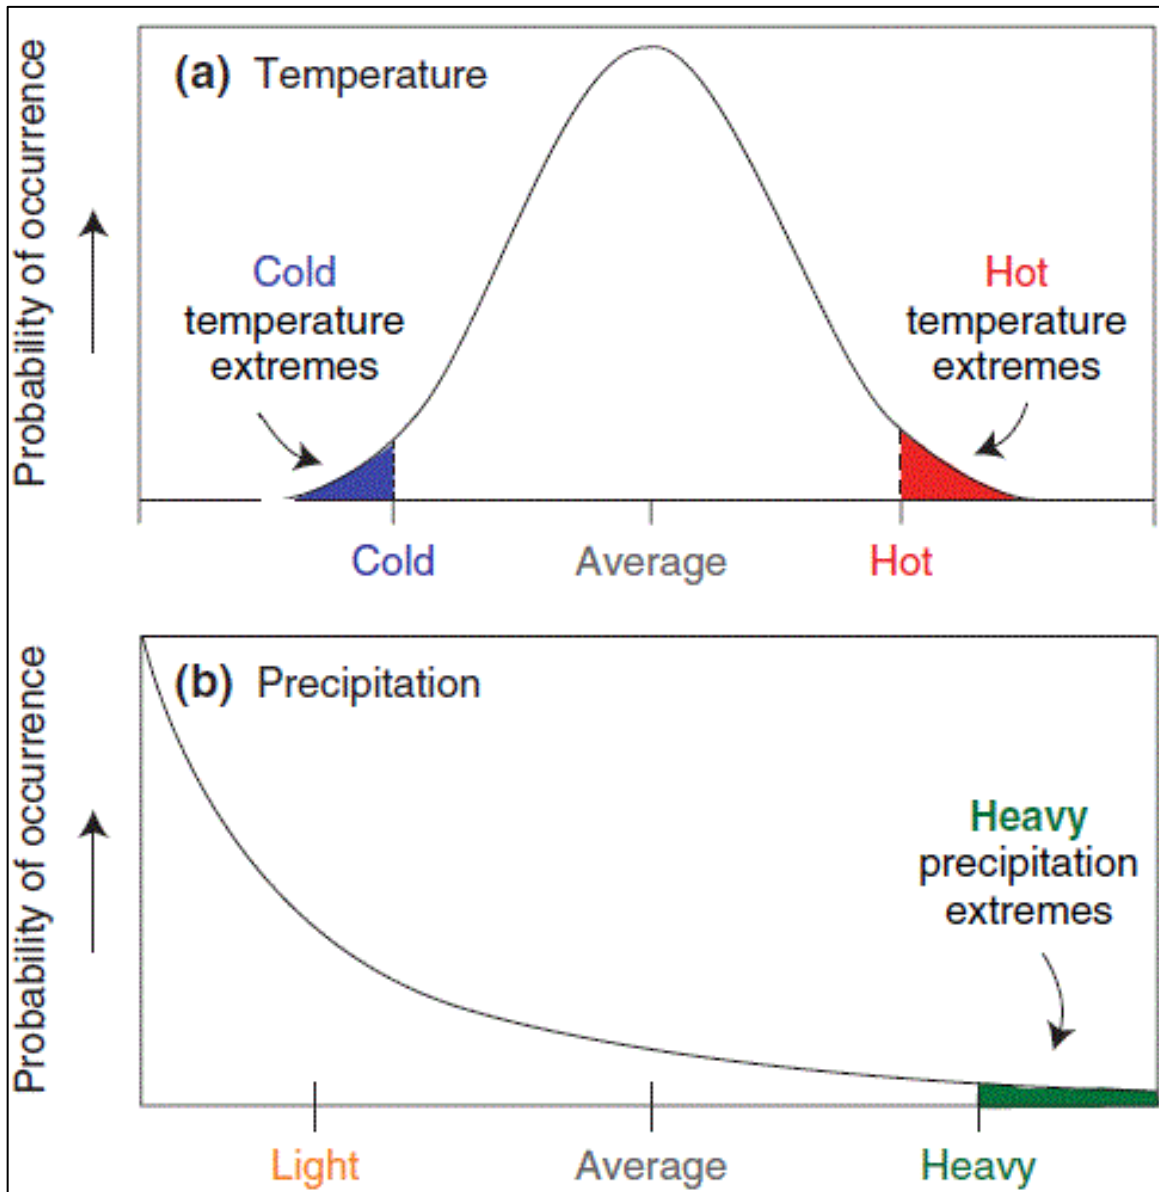 Probability of occurrence
(a) Temperature
Cold
temperature
extremes
Hot
temperature
extremes
Cold
Average
Hot
Probability of occurrence
(b) Precipitation
Heavy
precipitation
extremes
Light
Average
Heavy